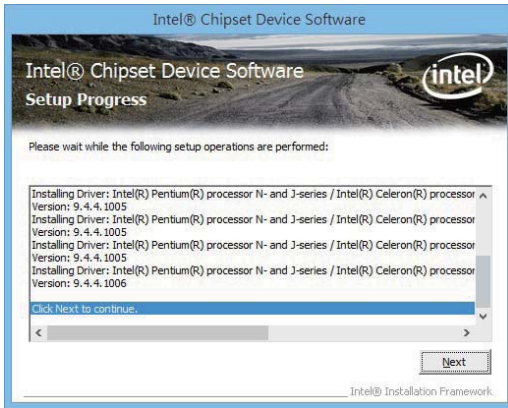 Intel® Chipset Device Software
Intel® Chipset Device Software
intel
Setup Progress
Please wait while the following setup operations are performed:
Installing Driver: Intel(R) Pentium(R) processor N- and J-series / Intel(R) Celeron(R) processor
Version: 9.4.4.1005
Installing Driver: Intel(R) Pentium(R) processor N- and J-series / Intel(R) Celeron(R) processor
Version: 9.4.4.1005
Installing Driver: Intel(R) Pentium(R) processor N- and J-series / Intel(R) Celeron(R) processor
Version: 9.4.4.1005
Installing Driver: Intel(R) Pentium(R) processor N- and J-series / Intel(R) Celeron(R) processor
Version: 9.4.4.1006
Click Next to continue.
Next
Intel® Installation Framework